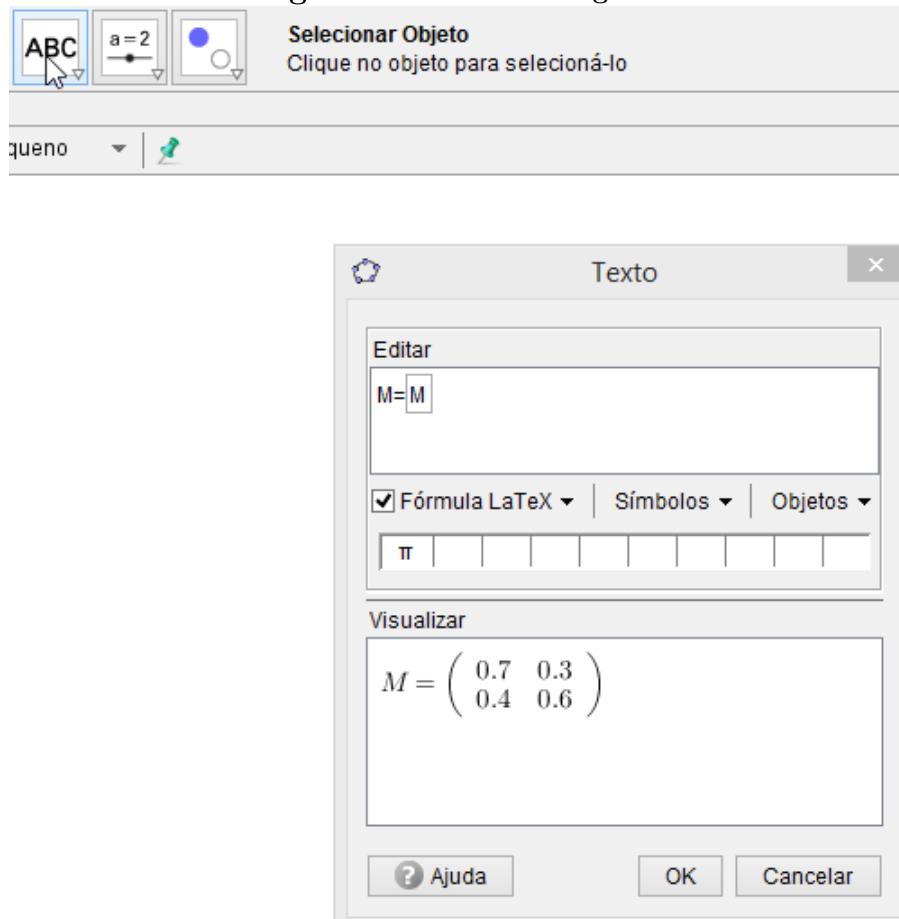 ABC
a=2
Selecionar Objeto
Clique no objeto para selecioná-lo
queno
Texto
Editar
M=M
Fórmula LaTeX
Símbolos
Objetos
π
Visualizar
M = ( 0.7 0.3
0.4 0.6 )
Ajuda
OK
Cancelar